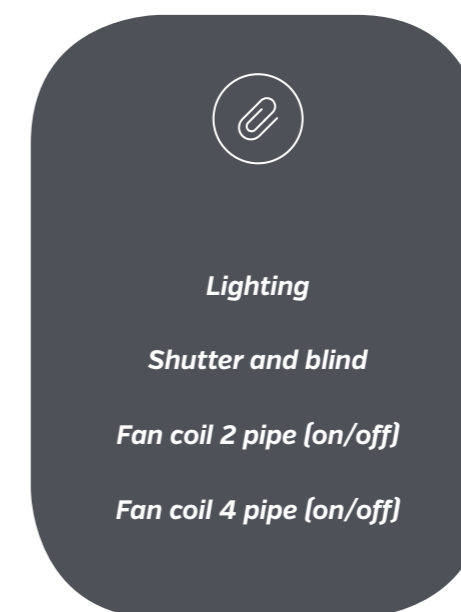 Lighting
Shutter and blind
Fan coil 2 pipe (on/off)
Fan coil 4 pipe (on/off)